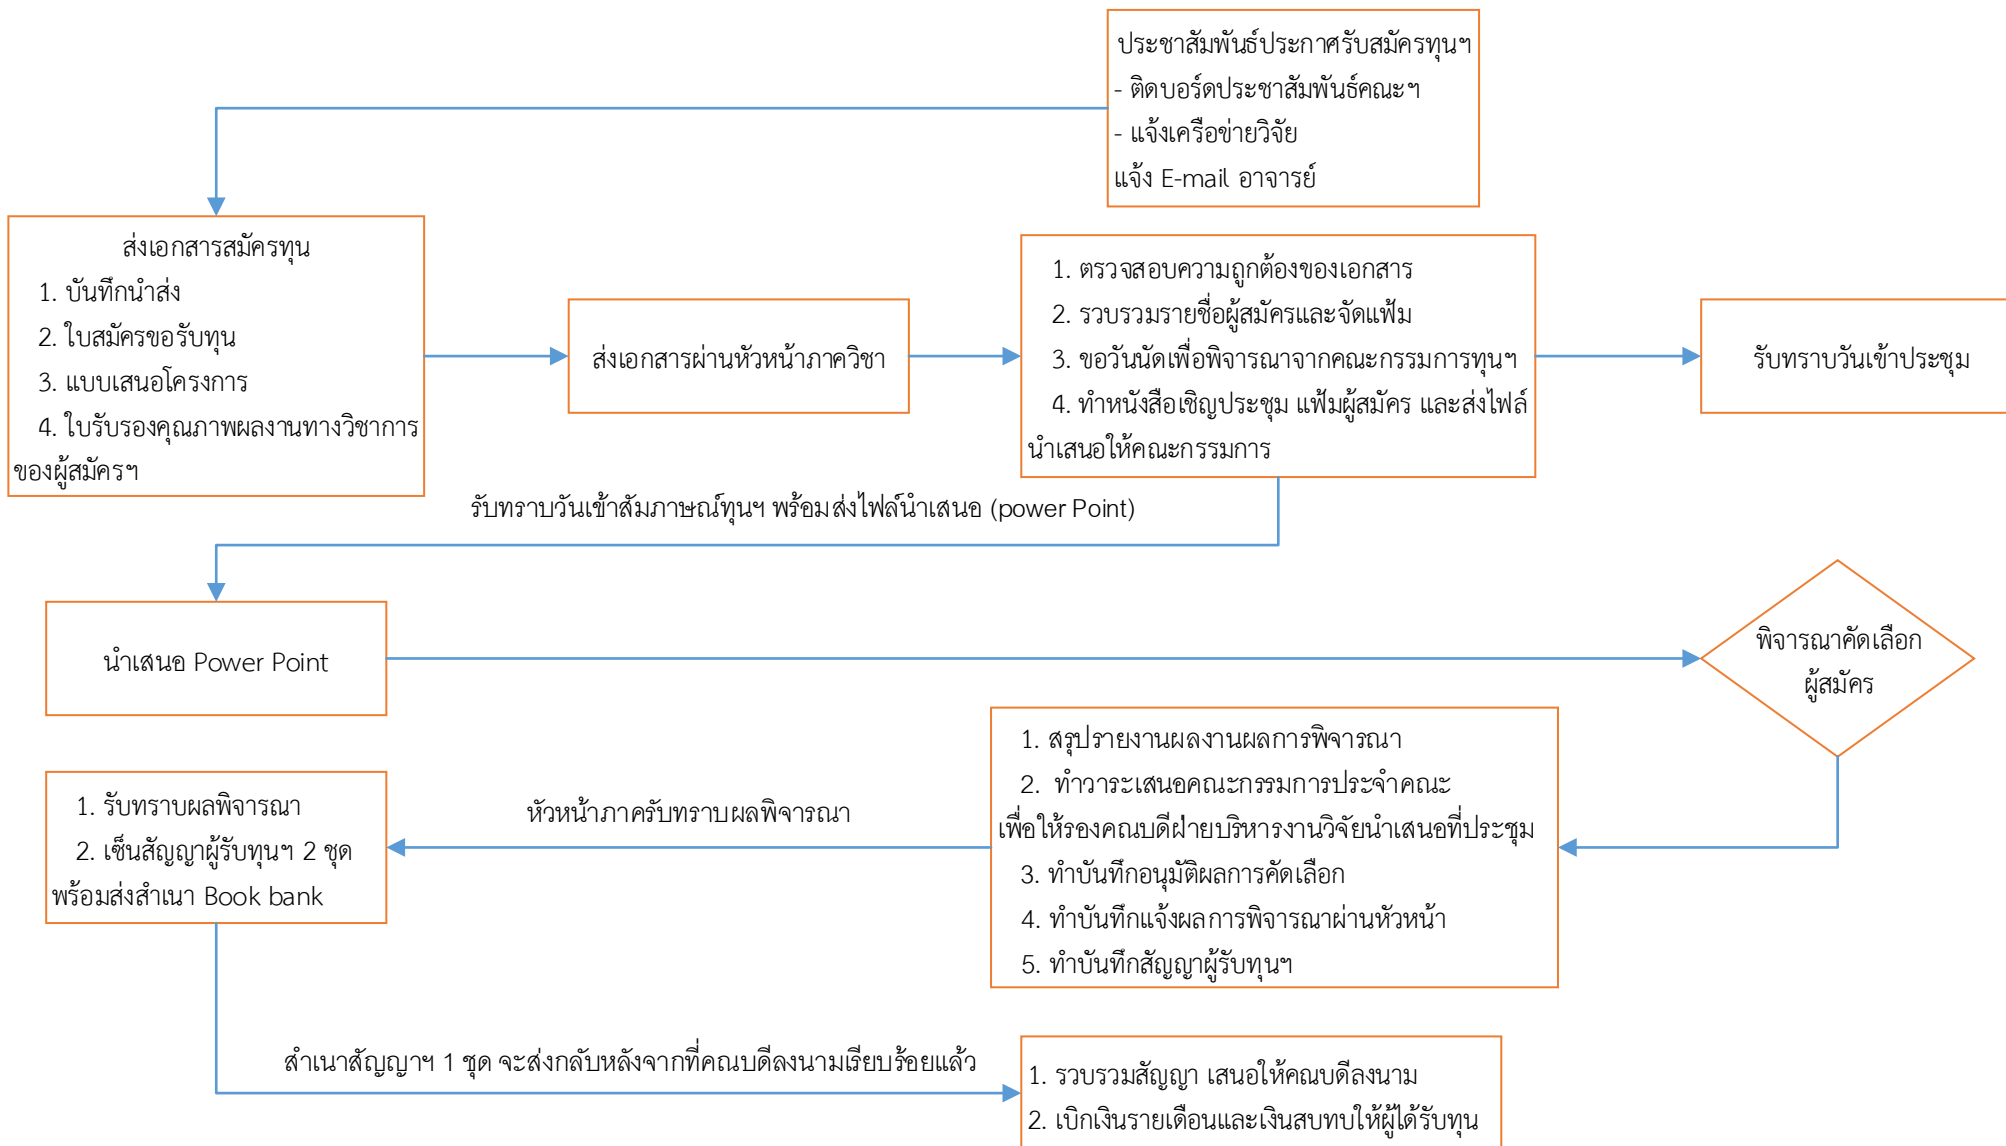 ประชาสัมพันธ์ประกาศรับสมัครทุนฯ
- ติดบอร์ดประชาสัมพันธ์คณะฯ
- แจ้งเครือข่ายวิจัย
แจ้ง E-mail อาจารย์
ส่งเอกสารสมัครทุน
1. บันทึกนำส่ง
2. ใบสมัครขอรับทุน
3. แบบเสนอโครงการ
4. ใบรับรองคุณภาพผลงานทางวิชาการ
ของผู้สมัครฯ
ส่งเอกสารผ่านหัวหน้าภาควิชา
1. ตรวจสอบความถูกต้องของเอกสาร
2. รวบรวมรายชื่อผู้สมัครและจัดแฟ้ม
3. ขอวันนัดเพื่อพิจารณาจากคณะกรรมการทุนฯ
4. ทำหนังสือเชิญประชุม แฟ้มผู้สมัคร และส่งไฟล์
นำเสนอให้คณะกรรมการ
รับทราบวันเข้าประชุม
รับทราบวันเข้าสัมภาษณ์ทุนฯ พร้อมส่งไฟล์นำเสนอ (power Point)
นำเสนอ Power Point
พิจารณาคัดเลือก
ผู้สมัคร
1. สรุปรายงานผลงานผลการพิจารณา
2. ทำวาระเสนอคณะกรรมการประจำคณะ
เพื่อให้รองคณบดีฝ่ายบริหารงานวิจัยนำเสนอที่ประชุม
3. ทำบันทึกอนุมัติผลการคัดเลือก
4. ทำบันทึกแจ้งผลการพิจารณาผ่านหัวหน้า
5. ทำบันทึกสัญญาผู้รับทุนฯ
หัวหน้าภาครับทราบผลพิจารณา
1. รับทราบผลพิจารณา
2. เซ็นสัญญาผู้รับทุนฯ 2 ชุด
พร้อมส่งสำเนา Book bank
สำเนาสัญญาฯ 1 ชุด จะส่งกลับหลังจากที่คณบดีลงนามเรียบร้อยแล้ว
1. รวบรวมสัญญา เสนอให้คณบดีลงนาม
2. เบิกเงินรายเดือนและเงินสบทบให้ผู้ได้รับทุน